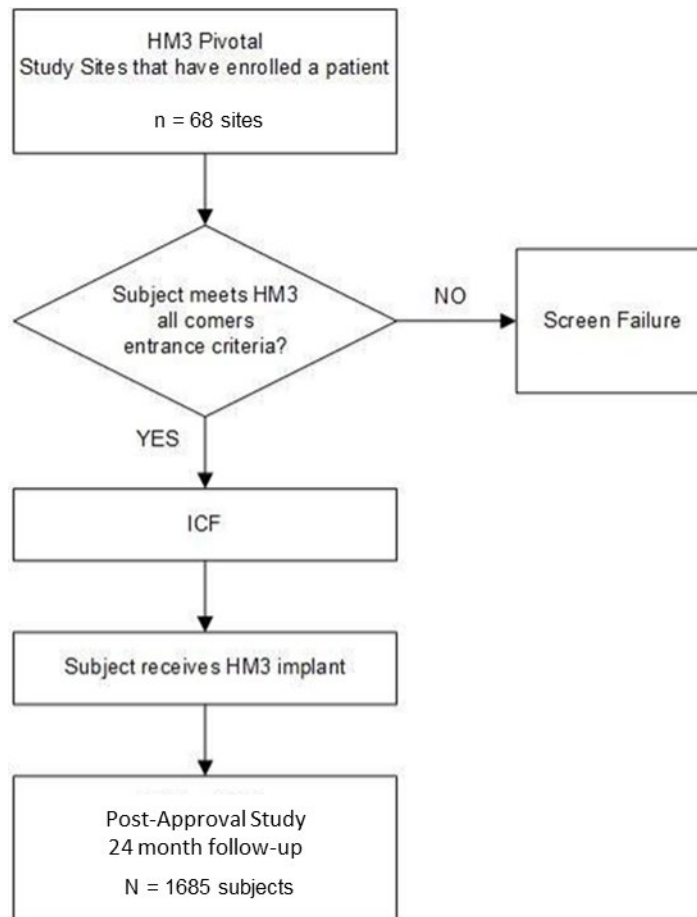 HM3 Pivotal
Study Sites that have enrolled a patient
n = 68 sites
Subject meets HM3
all comers
entrance criteria?
NO
Screen Failure
YES
ICF
Subject receives HM3 implant
Post-Approval Study
24 month follow-up
N = 1685 subjects